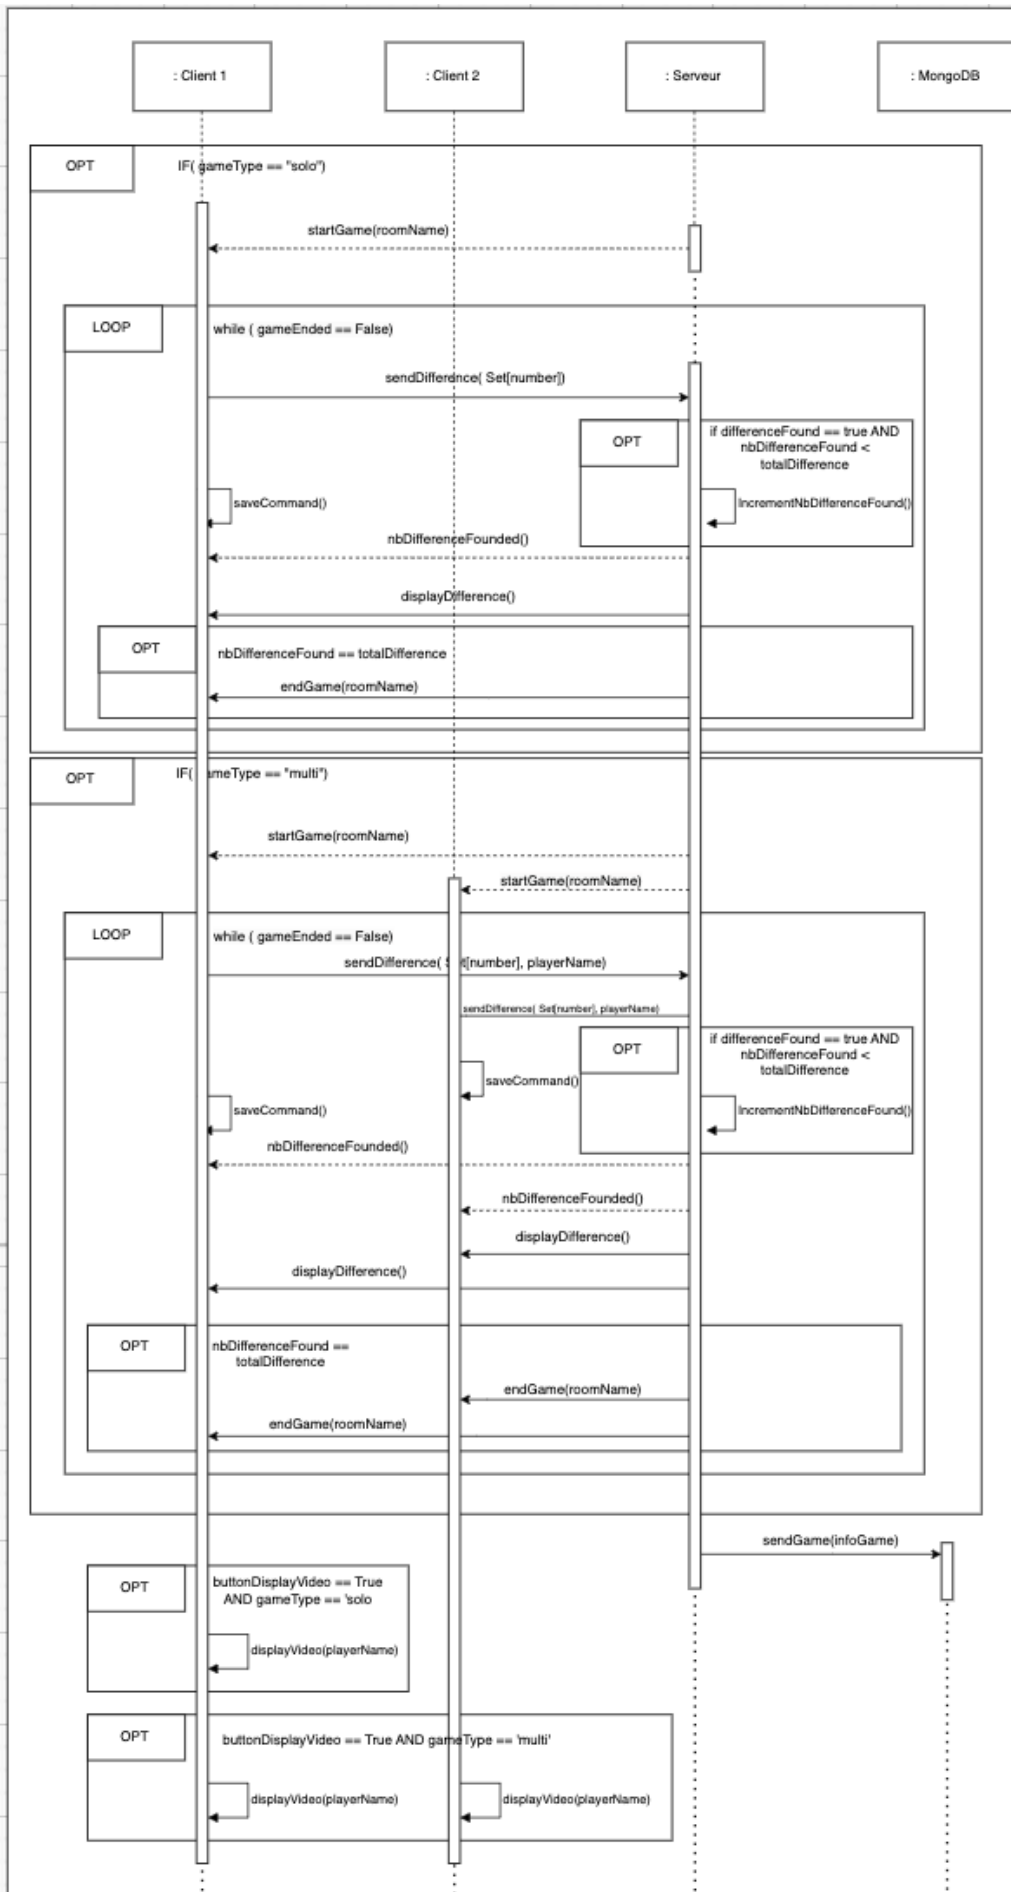 : Client 1
: Client 2
: Serveur
: MongoDB
OPT
IF( gameType == "solo")
startGame(roomName)
LOOP
while ( gameEnded == False)
sendDifference( Set[number])
OPT
if differenceFound == true AND
nbDifferenceFound <
totalDifference
saveCommand()
IncrementNbDifferenceFound()
nbDifferenceFounded()
displayDifference()
OPT
nbDifferenceFound == totalDifference
endGame(roomName)
OPT
IF( gameType == "multi")
startGame(roomName)
startGame(roomName)
LOOP
while ( gameEnded == False)
sendDifference( Set[number], playerName)
sendDifference( Set[number], playerName)
OPT
if differenceFound == true AND
nbDifferenceFound <
totalDifference
saveCommand()
saveCommand()
IncrementNbDifferenceFound()
nbDifferenceFounded()
nbDifferenceFounded()
displayDifference()
displayDifference()
OPT
nbDifferenceFound ==
totalDifference
endGame(roomName)
endGame(roomName)
sendGame(infoGame)
OPT
buttonDisplayVideo == True
AND gameType == 'solo
displayVideo(playerName)
OPT
buttonDisplayVideo == True AND gameType == 'multi'
displayVideo(playerName)
displayVideo(playerName)